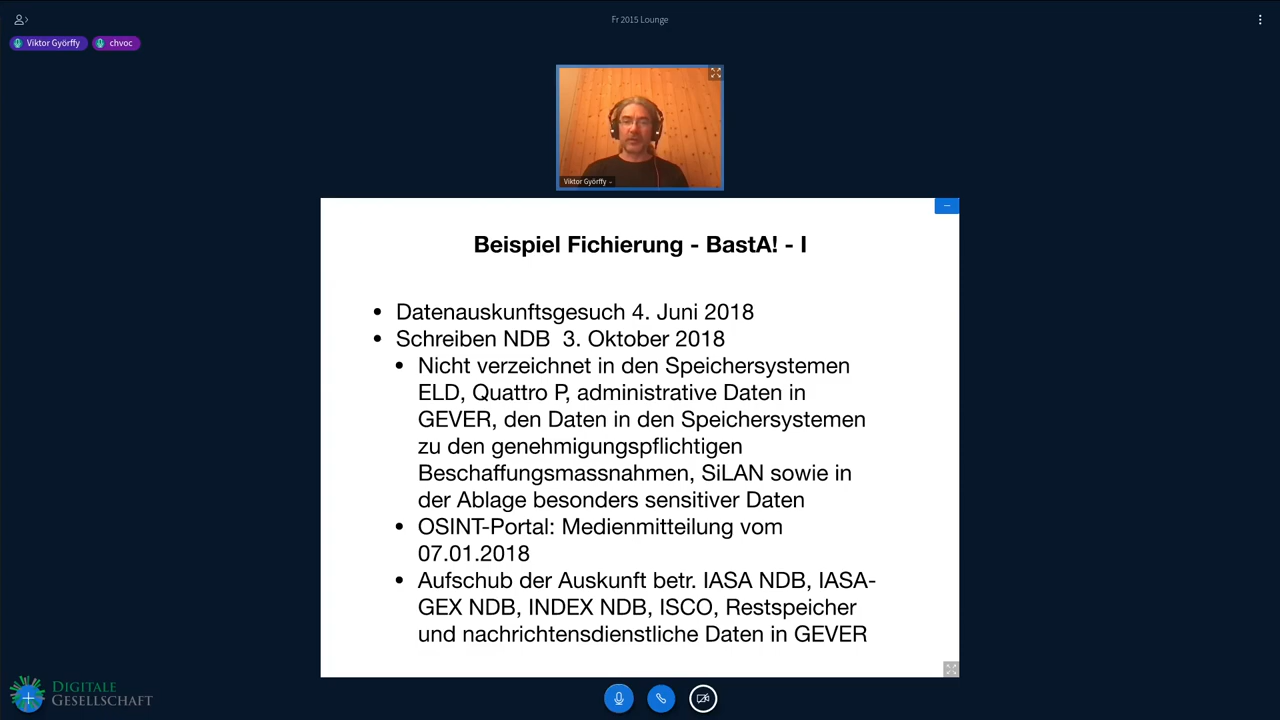 Fr 2015 Lounge
Viktor Györffy
chvoc
Viktor Györffy
Beispiel Fichierung - BastA! - I
• Datenauskunftsgesuch 4. Juni 2018
• Schreiben NDB 3. Oktober 2018
• Nicht verzeichnet in den Speichersystemen
ELD, Quattro P, administrative Daten in
GEVER, den Daten in den Speichersystemen
zu den genehmigungspflichtigen
Beschaffungsmassnahmen, SiLAN sowie in
der Ablage besonders sensitiver Daten
• OSINT-Portal: Medienmitteilung vom
07.01.2018
• Aufschub der Auskunft betr. IASA NDB, IASA-
GEX NDB, INDEX NDB, ISCO, Restspeicher
und nachrichtensdienstliche Daten in GEVER
DIGITALE
GESELLSCHAFT